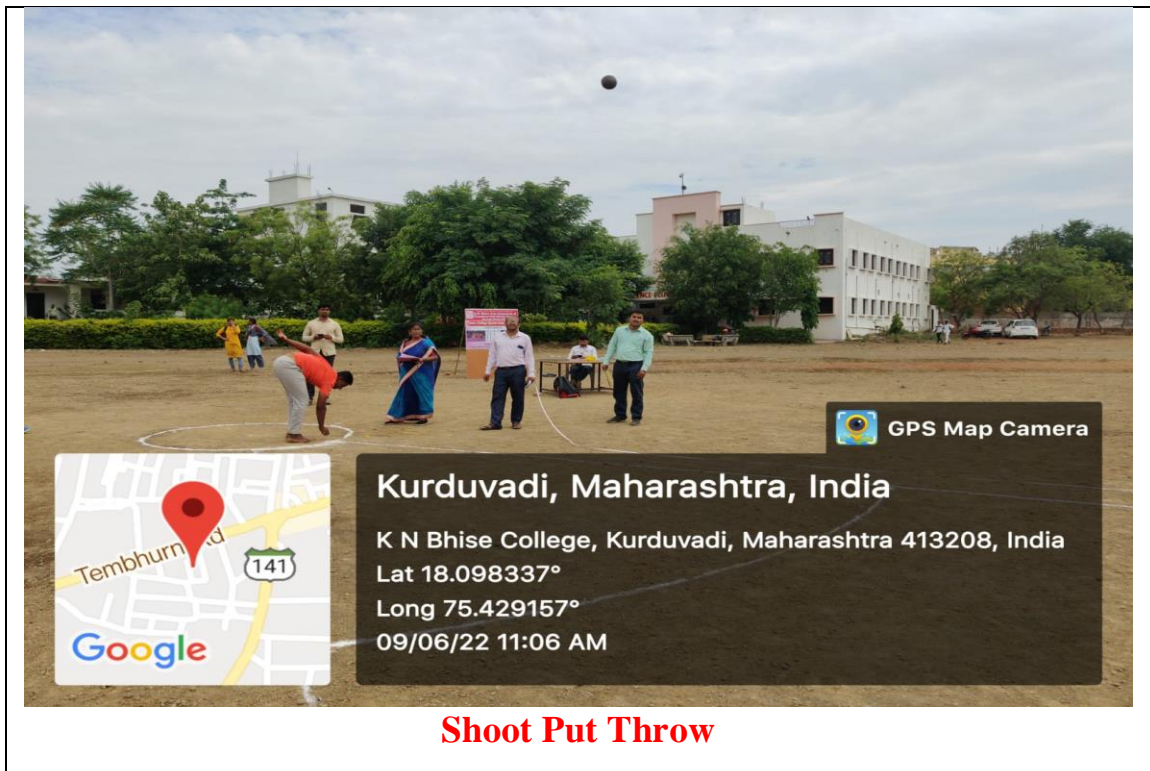 GPS Map Camera
Kurduvadi, Maharashtra, India
K N Bhise College, Kurduvadi, Maharashtra 413208, India
Lat 18.098337°
Long 75.429157°
09/06/22 11:06 AM
141
Google
Shoot Put Throw